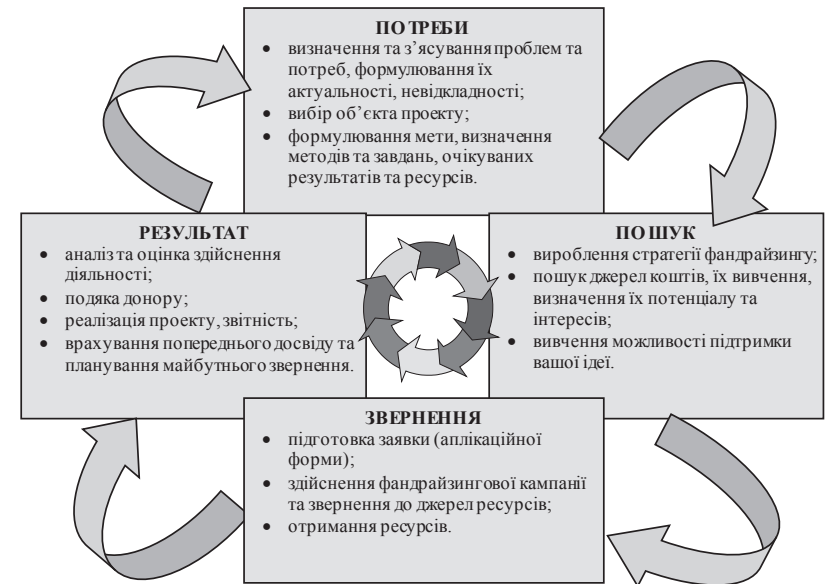 ПОТРЕБИ
• визначення та з’ясування проблем та
потреб, формулювання їх
актуальності, невідкладності;
• вибір об’єкта проекту;
• формулювання мети, визначення
методів та завдань, очікуваних
результатів та ресурсів.
РЕЗУЛЬТАТ
• аналіз та оцінка здійснення
діяльності;
• подяка донору;
• реалізація проекту, звітність;
• врахування попереднього досвіду та
планування майбутнього звернення.
ПОШУК
• вироблення стратегії фандрайзингу;
• пошук джерел коштів, їх вивчення,
визначення їх потенціалу та
інтересів;
• вивчення можливості підтримки
вашої ідеї.
ЗВЕРНЕННЯ
• підготовка заявки (аплікаційної
форми);
• здійснення фандрайзингової кампанії
та звернення до джерел ресурсів;
• отримання ресурсів.